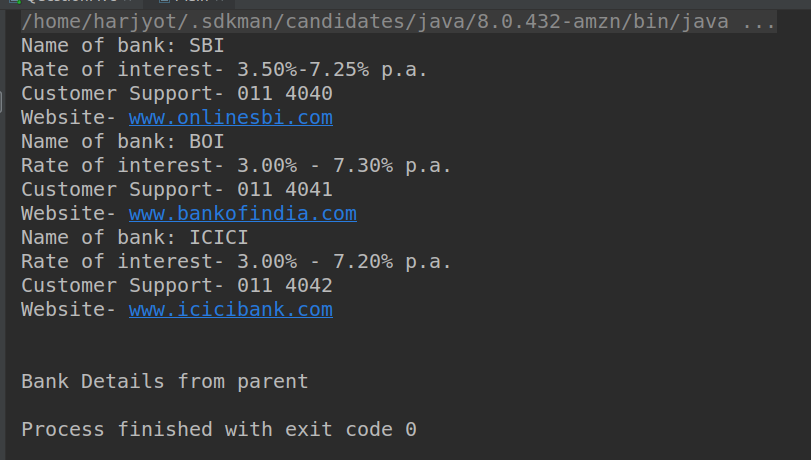 /home/harjyot/.sdkman/candidates/java/8.0.432-amzn/bin/java ...
Name of bank: SBI
Rate of interest- 3.50%-7.25% p.a.
Customer Support- 011 4040
Website- www.onlinesbi.com
Name of bank: BOI
Rate of interest- 3.00% - 7.30% p.a.
Customer Support- 011 4041
Website- www.bankofindia.com
Name of bank: ICICI
Rate of interest- 3.00% - 7.20% p.a.
Customer Support- 011 4042
Website- www.icicibank.com
Bank Details from parent
Process finished with exit code 0